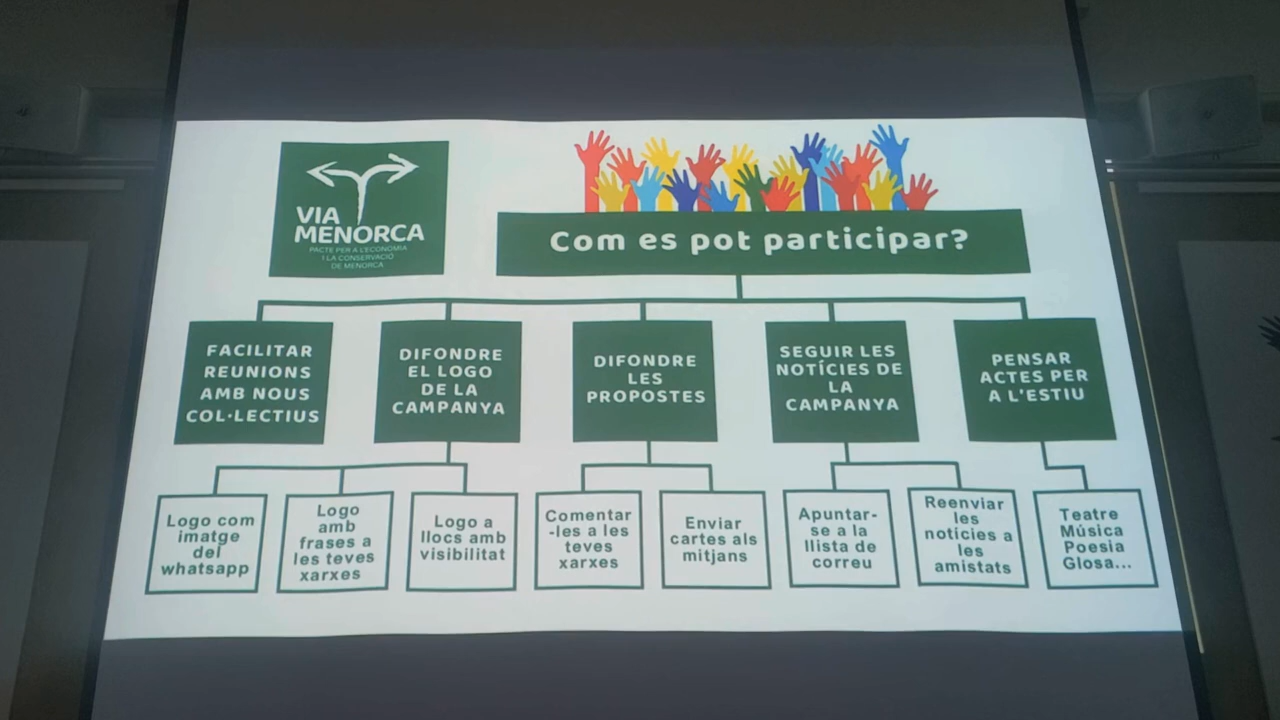 VIA
MENORCA
PACTE PER A L'ECONOMIA
I LA CONSERVACIÓ
DE MENORCA
Com es pot participar?
FACILITAR
REUNIONS
AMB NOUS
COL·LECTIUS
DIFONDRE
EL LOGO
DE LA
CAMPANYA
DIFONDRE
LES
PROPOSTES
SEGUIR LES
NOTÍCIES DE
LA
CAMPANYA
PENSAR
ACTES PER
A L'ESTIU
Logo com
imatge
del
whatsapp
Logo
amb
frases a
les teves
xarxes
Logo a
llocs amb
visibilitat
Comentar
-les a les
teves
xarxes
Enviar
cartes als
mitjans
Apuntar-
se a la
llista de
correu
Reenviar
les
notícies a
les
amistats
Teatre
Música
Poesia
Glosa...